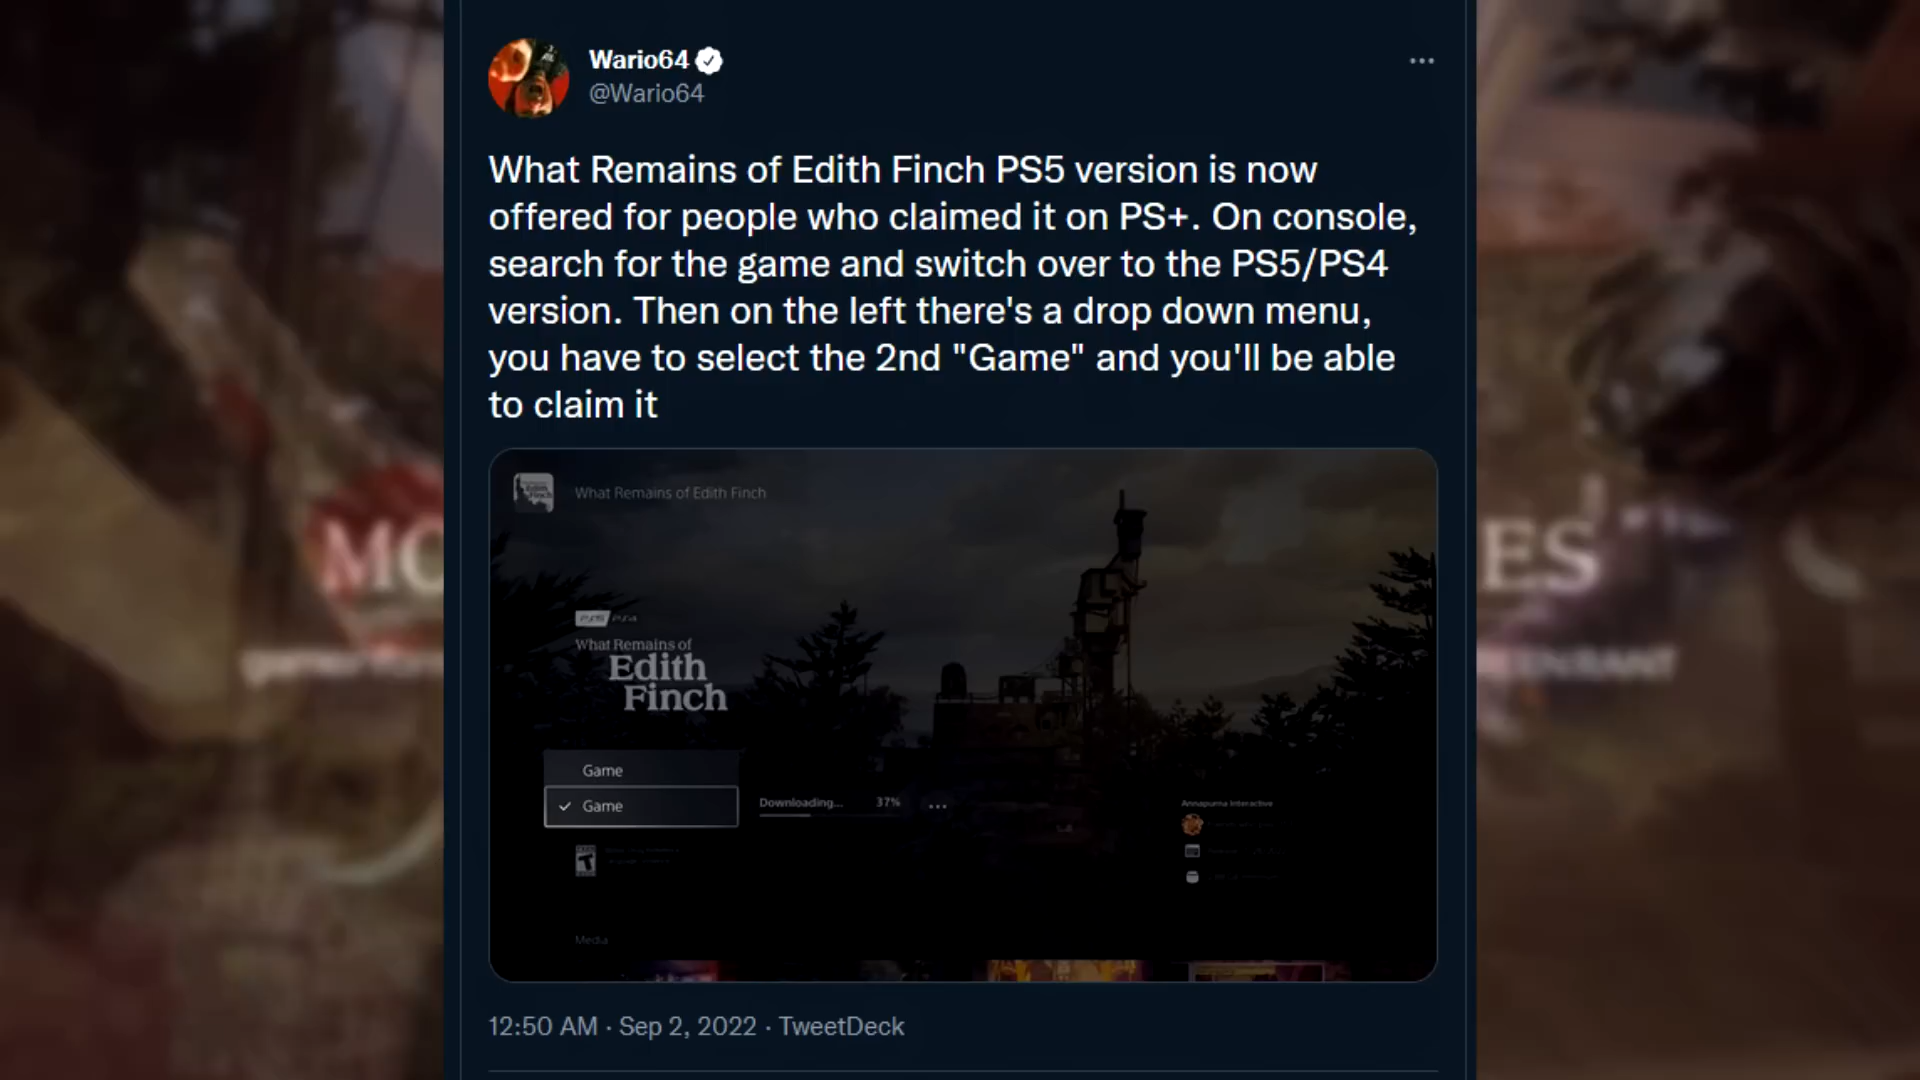 Wario64
@Wario64
What Remains of Edith Finch PS5 version is now
offered for people who claimed it on PS+. On console,
search for the game and switch over to the PS5/PS4
version. Then on the left there's a drop down menu,
you have to select the 2nd "Game" and you'll be able
to claim it
What Remains of Edith Finch
PS5 PS4
What Remains of
Edith
Finch
Game
Game
Downloading... 37%
Annapurna Interactive
T
Media
12:50 AM · Sep 2, 2022 · TweetDeck
MO
ES